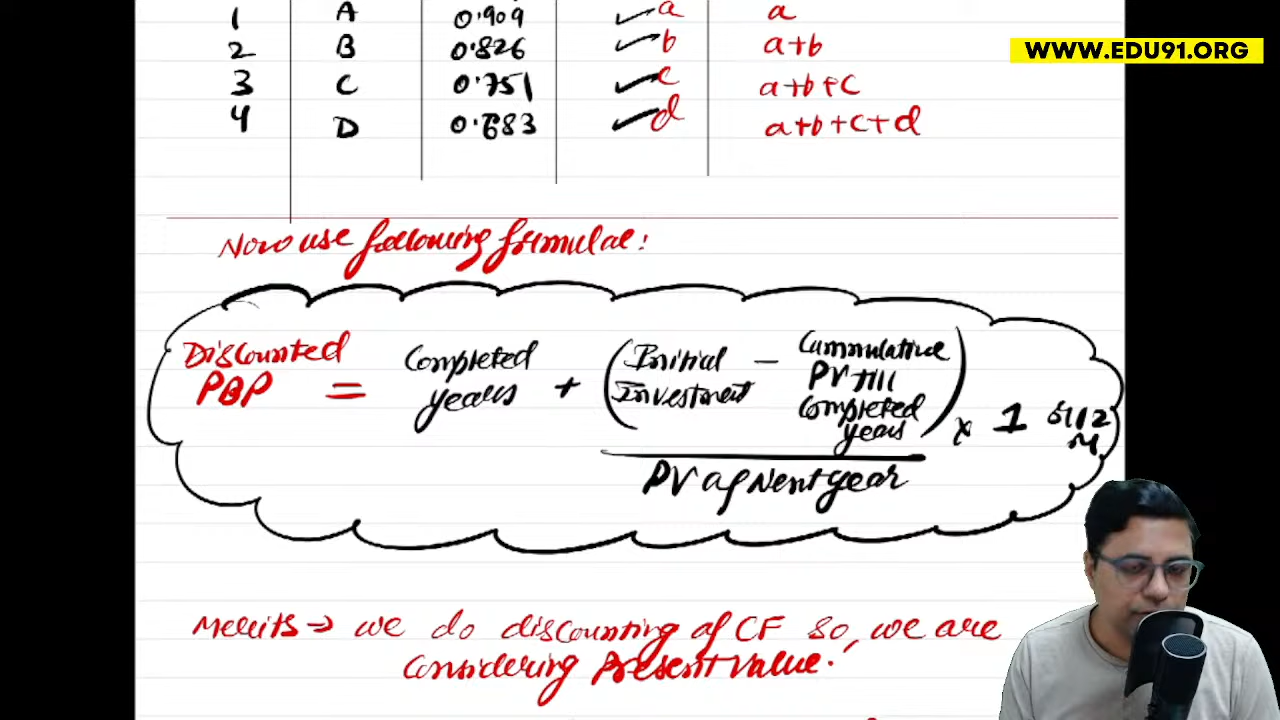 WWW.EDU91.ORG
1 A 0.909 a a
2 B 0.826 b a+b
3 C 0.751 c a+b+c
4 D 0.683 d a+b+c+d
Now use following formulae:
Discounted PBP = Completed years + (Initial Investment - Cummulative PV till Completed years) x 1 or 12 M
PV of Next year
Merits → we do discounting of CF so, we are
Considering Present value.